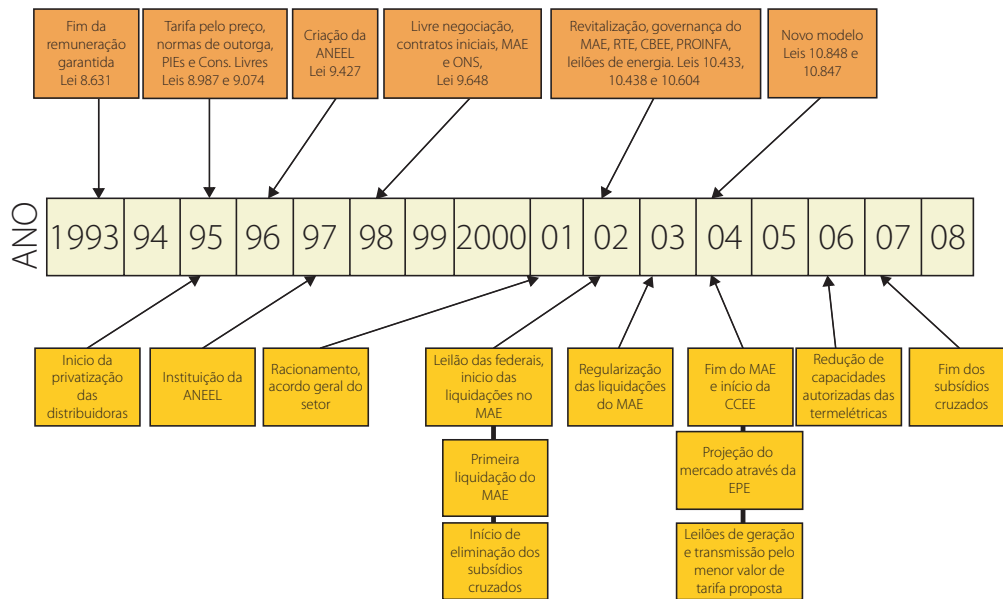 Fim da
remuneração
garantida
Lei 8.631
Tarifa pelo preço,
normas de outorga,
PIEs e Cons. Livres
Leis 8.987 e 9.074
Criação da
ANEEL
Lei 9.427
Livre negociação,
contratos iniciais, MAE
e ONS,
Lei 9.648
Revitalização, governança
do MAE, RTE, CBEE, PROINFA,
leilões de energia. Leis 10.433,
10.438 e 10.604
Novo modelo
Leis 10.848 e
10.847
ANO
1993 94 95 96 97 98 99 2000 01 02 03 04 05 06 07 08
Inicio da
privatização
das
distribuidoras
Instituição da
ANEEL
Racionamento,
acordo geral do
setor
Leilão das federais,
inicio das
liquidações no
MAE
Regularização
das liquidações
do MAE
Fim do MAE
e início da
CCEE
Redução de
capacidades
autorizadas das
termelétricas
Fim dos
subsídios
cruzados
Primeira
liquidação do
MAE
Projeção do
mercado através da
EPE
Início de
eliminação dos
subsídios
cruzados
Leilões de geração
e transmissão pelo
menor valor de
tarifa proposta